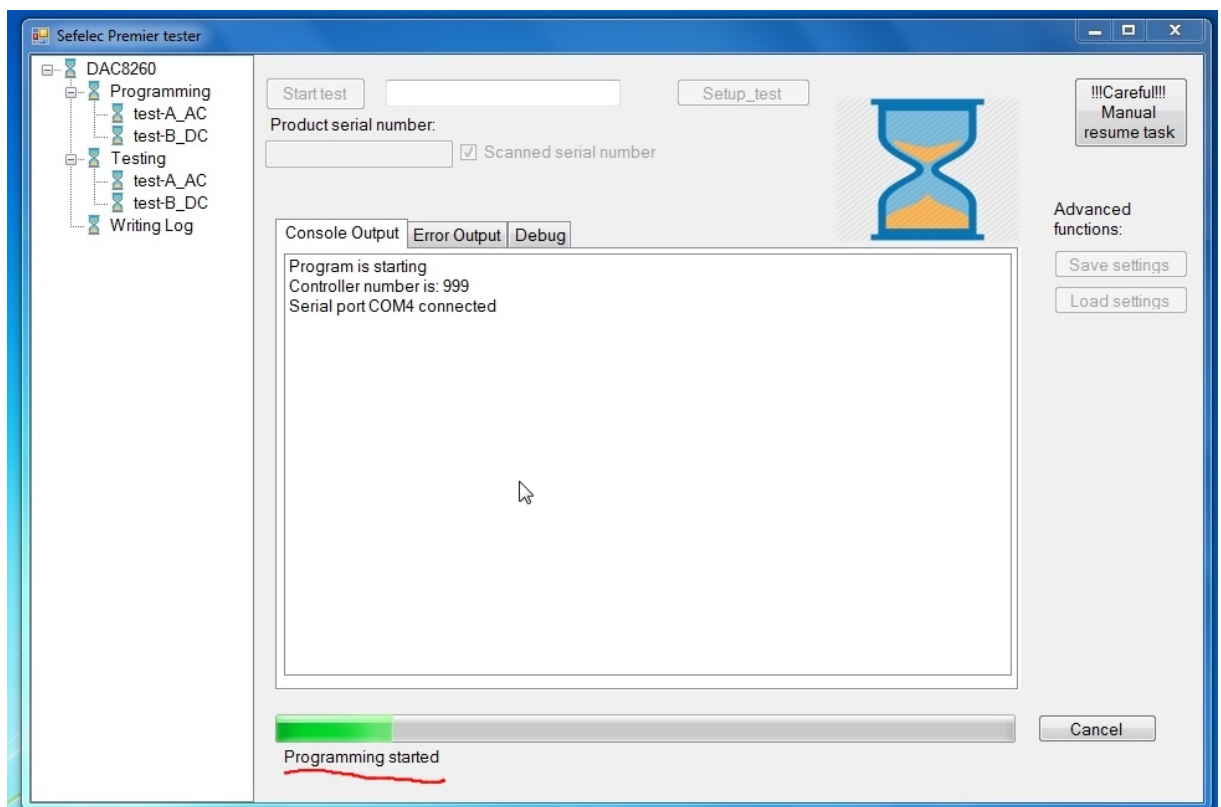 Sefelec Premier tester
DAC8260
Programming
test-A_AC
test-B_DC
Testing
test-A_AC
test-B_DC
Writing Log
Start test
Setup_test
Product serial number:
Scanned serial number
!!!Careful!!!
Manual
resume task
Advanced
functions:
Save settings
Load settings
Console Output
Error Output
Debug
Program is starting
Controller number is: 999
Serial port COM4 connected
Cancel
Programming started